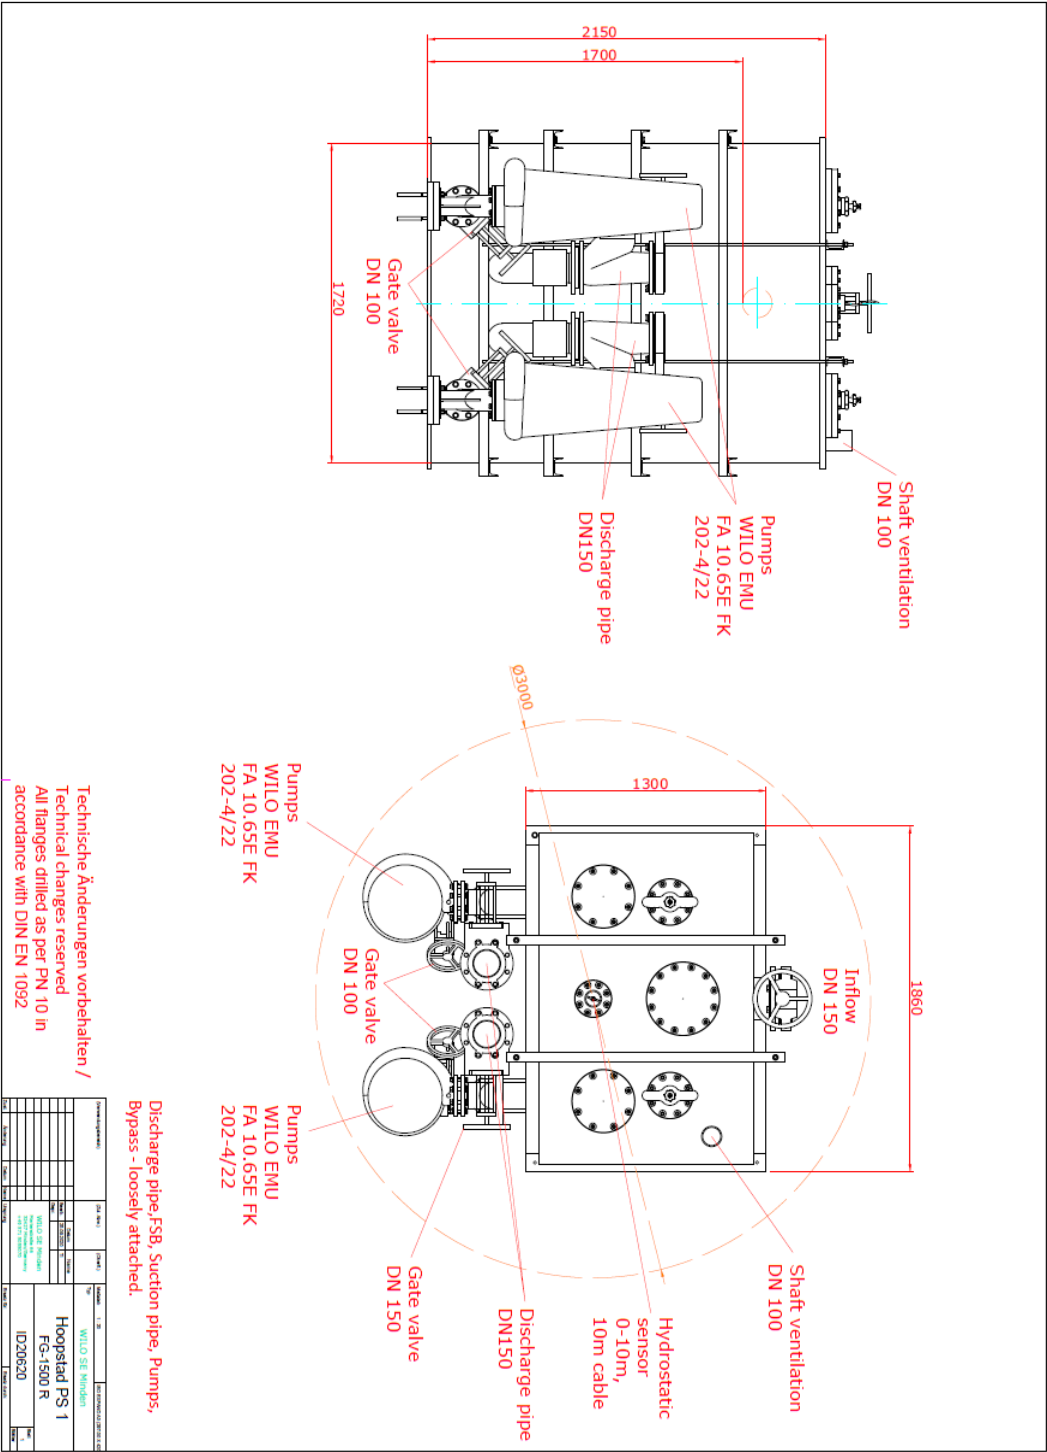 2150
1700
1720
Gate valve
DN 100
Shaft ventilation
DN 100
Pumps
WILO EMU
FA 10.65E FK
202-4/22
Discharge pipe
DN150
Ø3000
1300
1860
Inflow
DN 150
Pumps
WILO EMU
FA 10.65E FK
202-4/22
Gate valve
DN 100
Pumps
WILO EMU
FA 10.65E FK
202-4/22
Gate valve
DN 150
Discharge pipe
DN150
Hydrostatic
sensor
0-10m,
10m cable
Shaft ventilation
DN 100
Technische Änderungen vorbehalten /
Technical changes reserved
All flanges drilled as per PN 10 in
accordance with DIN EN 1092
Discharge pipe,FSB, Suction pipe, Pumps,
Bypass - loosely attached.
WILO SE Minden
WILO SE Minden
Hoopstad PS 1
FG-1500 R
ID20620